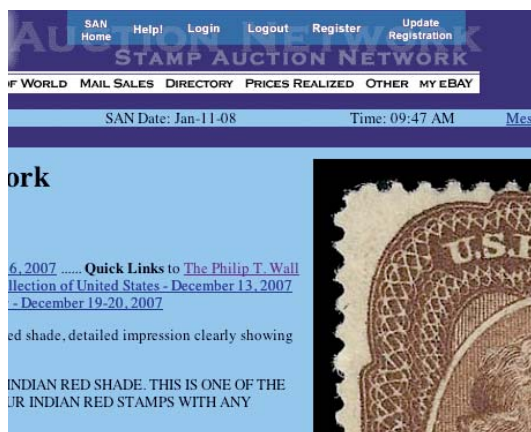 SAN Home Help! Login Logout Register Update Registration
AUCTION NETWORK
STAMP AUCTION NETWORK
OF WORLD MAIL SALES DIRECTORY PRICES REALIZED OTHER MY eBAY
SAN Date: Jan-11-08 Time: 09:47 AM Mes
ork
6, 2007 ...... Quick Links to The Philip T. Wall
llection of United States - December 13, 2007
- December 19-20, 2007
ed shade, detailed impression clearly showing
INDIAN RED SHADE. THIS IS ONE OF THE
UR INDIAN RED STAMPS WITH ANY
U.S.P